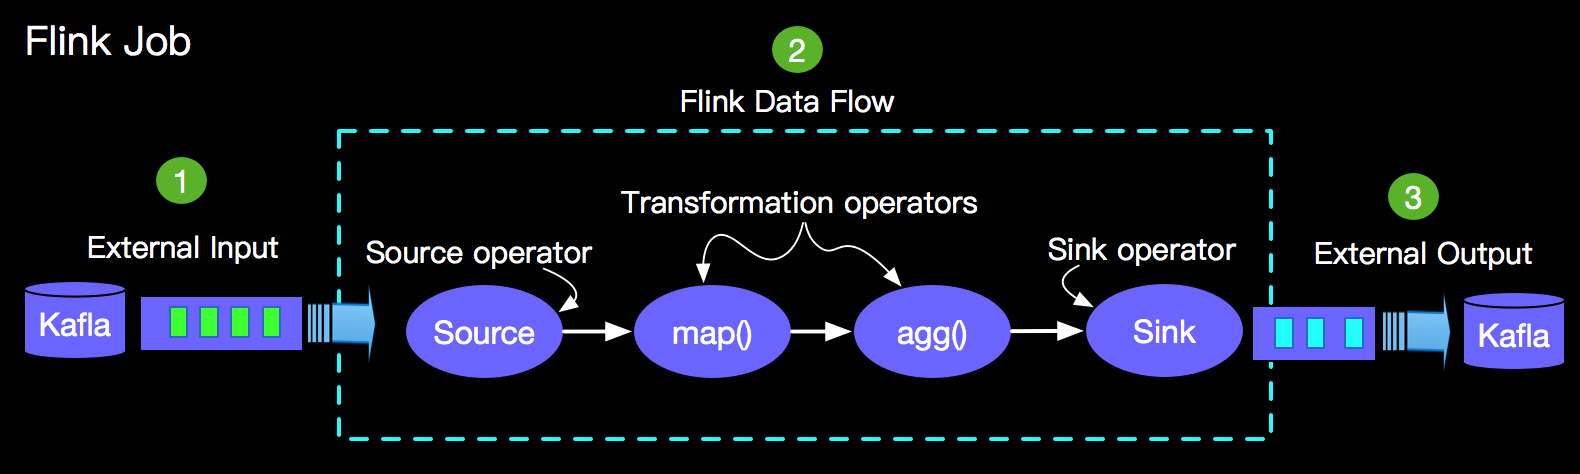 Flink Job
2
Flink Data Flow
1
External Input
Kafla
Transformation operators
Source operator
Sink operator
Source
map()
agg()
Sink
3
External Output
Kafla